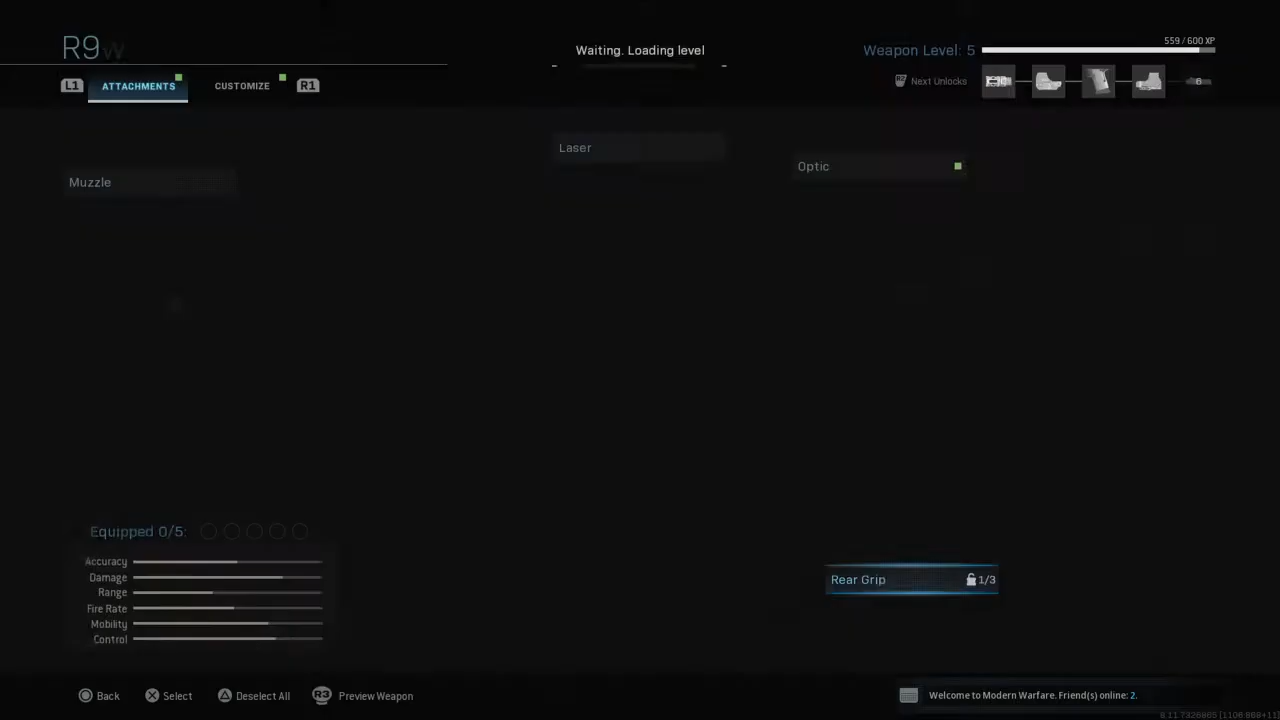 R9
Waiting. Loading level
Weapon Level: 5
559 / 600 XP
L1 ATTACHMENTS CUSTOMIZE R1
Next Unlocks
6
Laser
Optic
Muzzle
Equipped 0/5:
Accuracy
Damage
Range
Fire Rate
Mobility
Control
Rear Grip 1/3
Back Select Deselect All R3 Preview Weapon
Welcome to Modern Warfare. Friend(s) online: 2.